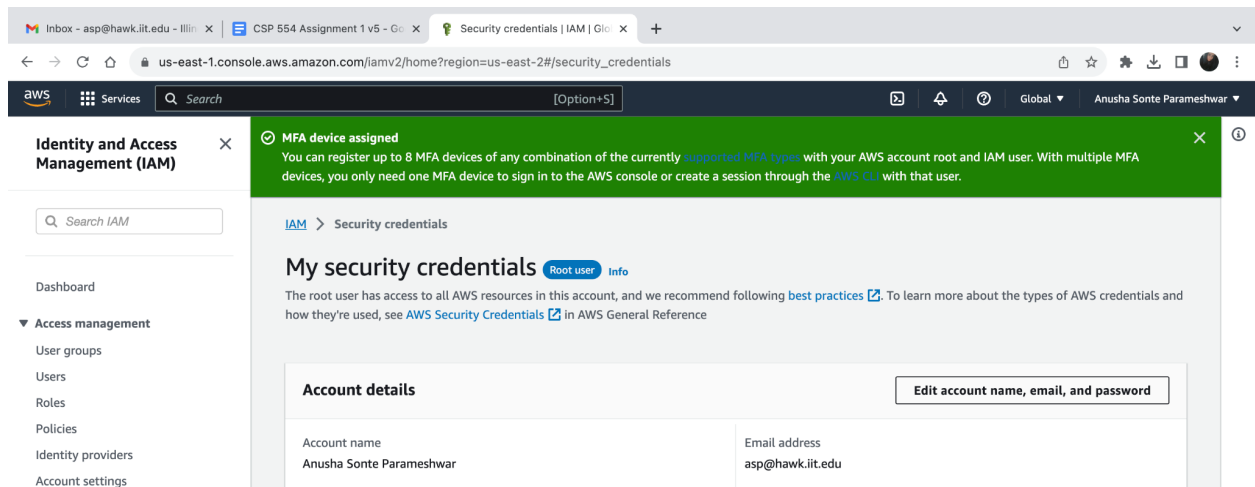 Inbox - asp@hawk.iit.edu - Illin
CSP 554 Assignment 1 v5 - Go
Security credentials | IAM | Glo
us-east-1.console.aws.amazon.com/iamv2/home?region=us-east-2#/security_credentials
aws
Services
Search
[Option+S]
Global
Anusha Sonte Parameshwar
Identity and Access
Management (IAM)
Search IAM
Dashboard
Access management
User groups
Users
Roles
Policies
Identity providers
Account settings
MFA device assigned
You can register up to 8 MFA devices of any combination of the currently supported MFA types with your AWS account root and IAM user. With multiple MFA
devices, you only need one MFA device to sign in to the AWS console or create a session through the AWS CLI with that user.
IAM > Security credentials
My security credentials Root user Info
The root user has access to all AWS resources in this account, and we recommend following best practices. To learn more about the types of AWS credentials and
how they're used, see AWS Security Credentials in AWS General Reference
Account details
Edit account name, email, and password
Account name
Anusha Sonte Parameshwar
Email address
asp@hawk.iit.edu